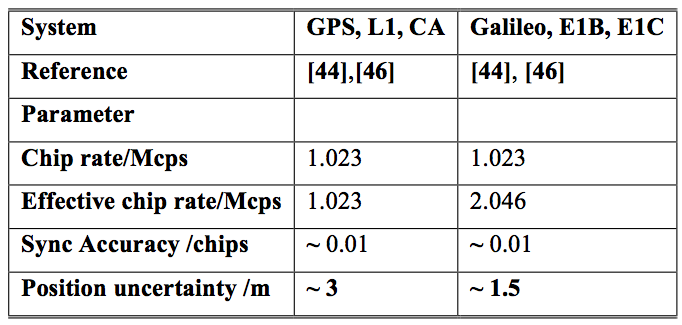 System GPS, L1, CA Galileo, E1B, E1C
Reference [44],[46] [44], [46]
Parameter
Chip rate/Mcps 1.023 1.023
Effective chip rate/Mcps 1.023 2.046
Sync Accuracy /chips ~ 0.01 ~ 0.01
Position uncertainty /m ~ 3 ~ 1.5